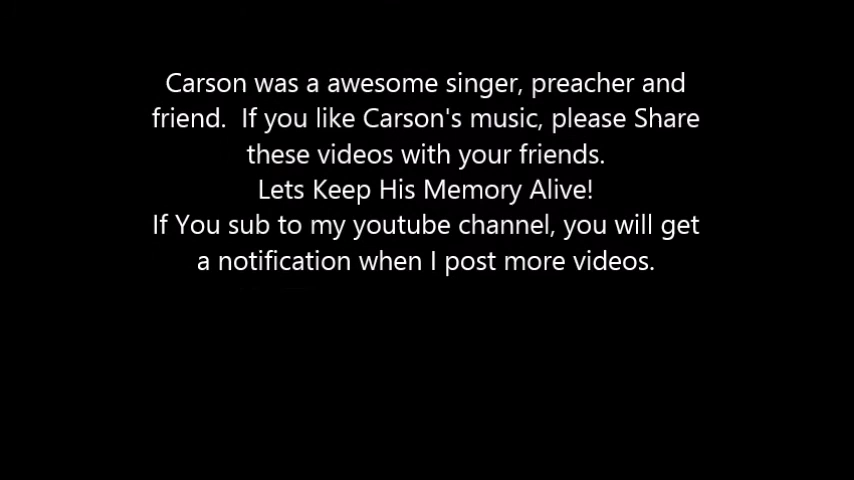 Carson was a awesome singer, preacher and
friend.  If you like Carson's music, please Share
these videos with your friends.
Lets Keep His Memory Alive!
If You sub to my youtube channel, you will get
a notification when I post more videos.